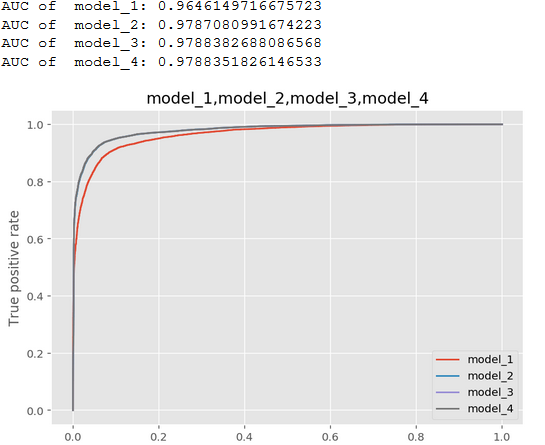 AUC of  model_1: 0.9646149716675723
AUC of  model_2: 0.9787080991674223
AUC of  model_3: 0.9788382688086568
AUC of  model_4: 0.9788351826146533
model_1,model_2,model_3,model_4
1.0
0.8
0.6
0.4
0.2
0.0
True positive rate
model_1
model_2
model_3
model_4
0.0 0.2 0.4 0.6 0.8 1.0